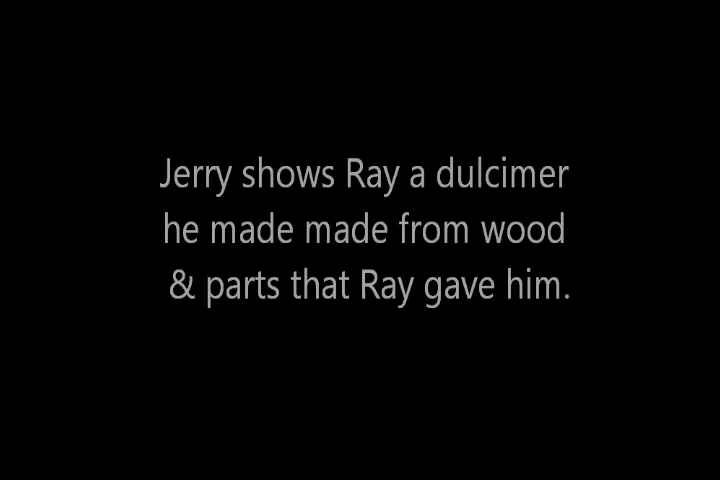 Jerry shows Ray a dulcimer
he made made from wood
& parts that Ray gave him.